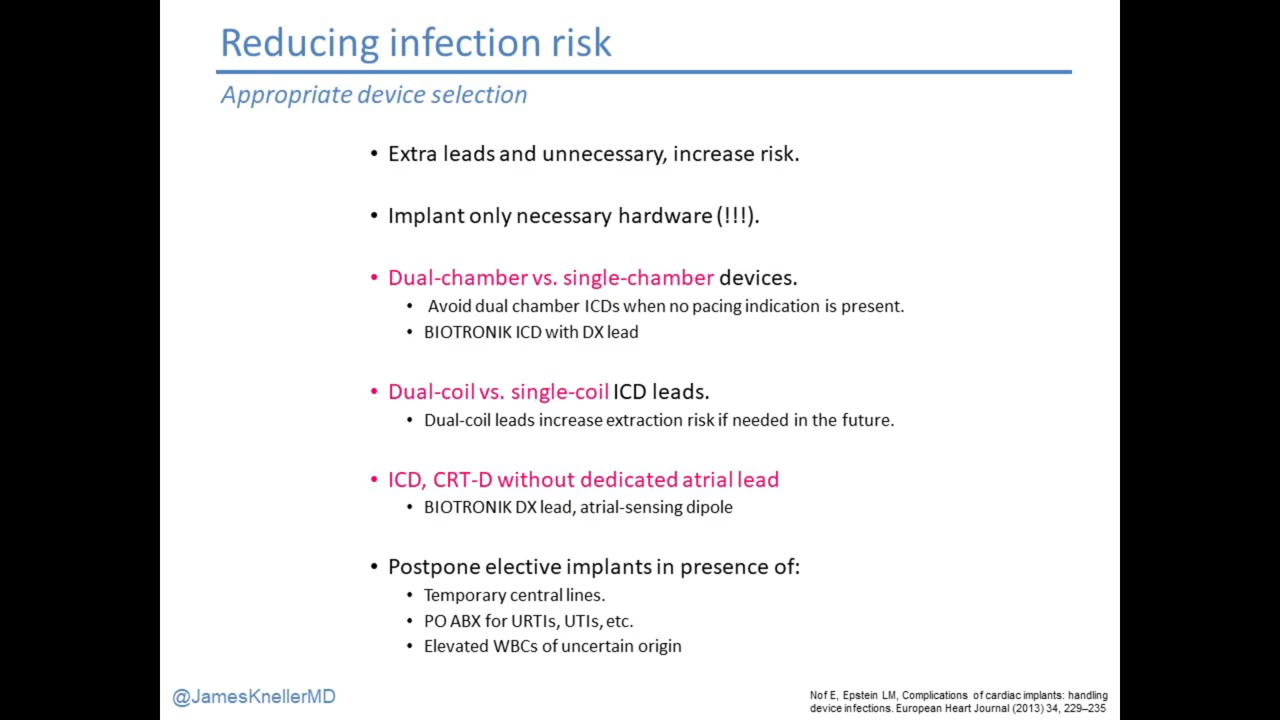 Reducing infection risk
Appropriate device selection
• Extra leads and unnecessary, increase risk.
• Implant only necessary hardware (!!!).
• Dual-chamber vs. single-chamber devices.
• Avoid dual chamber ICDs when no pacing indication is present.
• BIOTRONIK ICD with DX lead
• Dual-coil vs. single-coil ICD leads.
• Dual-coil leads increase extraction risk if needed in the future.
• ICD, CRT-D without dedicated atrial lead
• BIOTRONIK DX lead, atrial-sensing dipole
• Postpone elective implants in presence of:
• Temporary central lines.
• PO ABX for URTIs, UTIs, etc.
• Elevated WBCs of uncertain origin
@JamesKnellerMD
Nof E, Epstein LM, Complications of cardiac implants: handling
device infections. European Heart Journal (2013) 34, 229–235